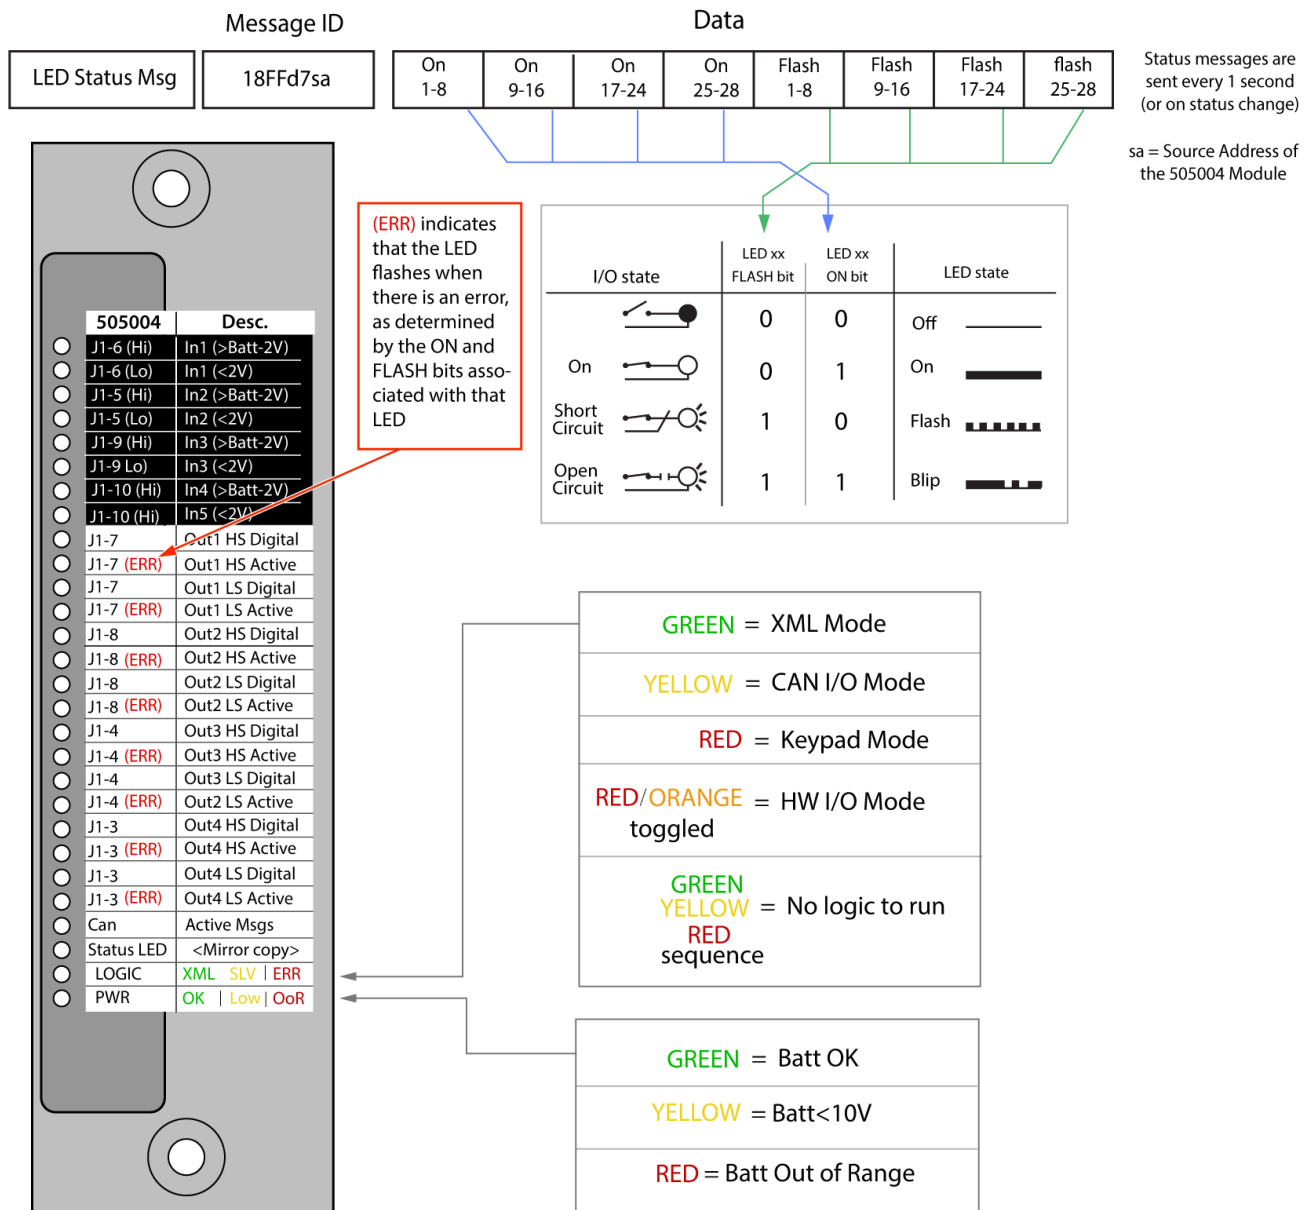 Message ID
Data
LED Status Msg
18FFd7sa
On
1-8
On
9-16
On
17-24
On
25-28
Flash
1-8
Flash
9-16
Flash
17-24
flash
25-28
Status messages are
sent every 1 second
(or on status change)
sa = Source Address of
the 505004 Module
(ERR) indicates
that the LED
flashes when
there is an error,
as determined
by the ON and
FLASH bits asso-
ciated with that
LED
I/O state
LED xx
FLASH bit
LED xx
ON bit
LED state
0 0 Off
On 0 1 On
Short
Circuit
1 0 Flash
Open
Circuit
1 1 Blip
505004 Desc.
J1-6 (Hi) In1 (>Batt-2V)
J1-6 (Lo) In1 (<2V)
J1-5 (Hi) In2 (>Batt-2V)
J1-5 (Lo) In2 (<2V)
J1-9 (Hi) In3 (>Batt-2V)
J1-9 Lo) In3 (<2V)
J1-10 (Hi) In4 (>Batt-2V)
J1-10 (Hi) In5 (<2V)
J1-7 Out1 HS Digital
J1-7 (ERR) Out1 HS Active
J1-7 Out1 LS Digital
J1-7 (ERR) Out1 LS Active
J1-8 Out2 HS Digital
J1-8 (ERR) Out2 HS Active
J1-8 Out2 LS Digital
J1-8 (ERR) Out2 LS Active
J1-4 Out3 HS Digital
J1-4 (ERR) Out3 HS Active
J1-4 Out3 LS Digital
J1-4 (ERR) Out2 LS Active
J1-3 Out4 HS Digital
J1-3 (ERR) Out4 HS Active
J1-3 Out4 LS Digital
J1-3 (ERR) Out4 LS Active
Can Active Msgs
Status LED <Mirror copy>
LOGIC XML SLV | ERR
PWR OK | Low | OoR
GREEN = XML Mode
YELLOW = CAN I/O Mode
RED = Keypad Mode
RED/ORANGE = HW I/O Mode
toggled
GREEN
YELLOW = No logic to run
RED
sequence
GREEN = Batt OK
YELLOW = Batt<10V
RED = Batt Out of Range